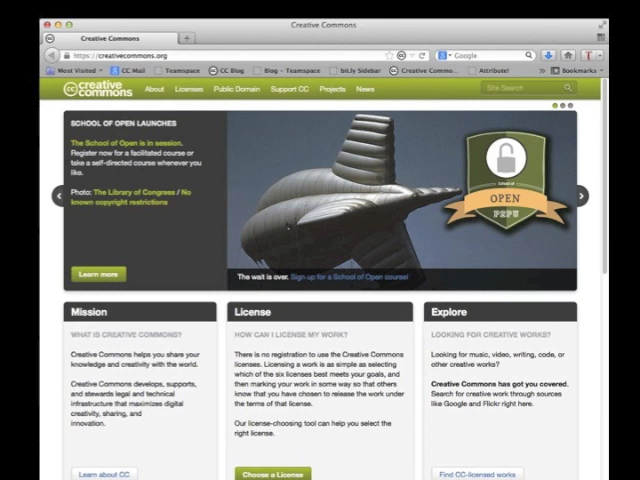 Creative Commons
Creative Commons
https://creativecommons.org
Google
Most Visited
CC Mail
Teamspace
CC Blog
Blog - Teamspace
bit.ly Sidebar
Creative Commo...
Attribute!
Bookmarks
creative commons
About
Licenses
Public Domain
Support CC
Projects
News
Site Search
SCHOOL OF OPEN LAUNCHES
The School of Open is in session.
Register now for a facilitated course or
take a self-directed course whenever you
like.
Photo: The Library of Congress / No
known copyright restrictions
Learn more
School of
OPEN
P2PU
The wait is over. Sign up for a School of Open course!
Mission
WHAT IS CREATIVE COMMONS?
Creative Commons helps you share your
knowledge and creativity with the world.
Creative Commons develops, supports,
and stewards legal and technical
infrastructure that maximizes digital
creativity, sharing, and
innovation.
Learn about CC
License
HOW CAN I LICENSE MY WORK?
There is no registration to use the Creative Commons
licenses. Licensing a work is as simple as selecting
which of the six licenses best meets your goals, and
then marking your work in some way so that others
know that you have chosen to release the work under
the terms of that license.
Our license-choosing tool can help you select the
right license.
Choose a License
Explore
LOOKING FOR CREATIVE WORKS?
Looking for music, video, writing, code, or
other creative works?
Creative Commons has got you covered.
Search for creative work through sources
like Google and Flickr right here.
Find CC-licensed works